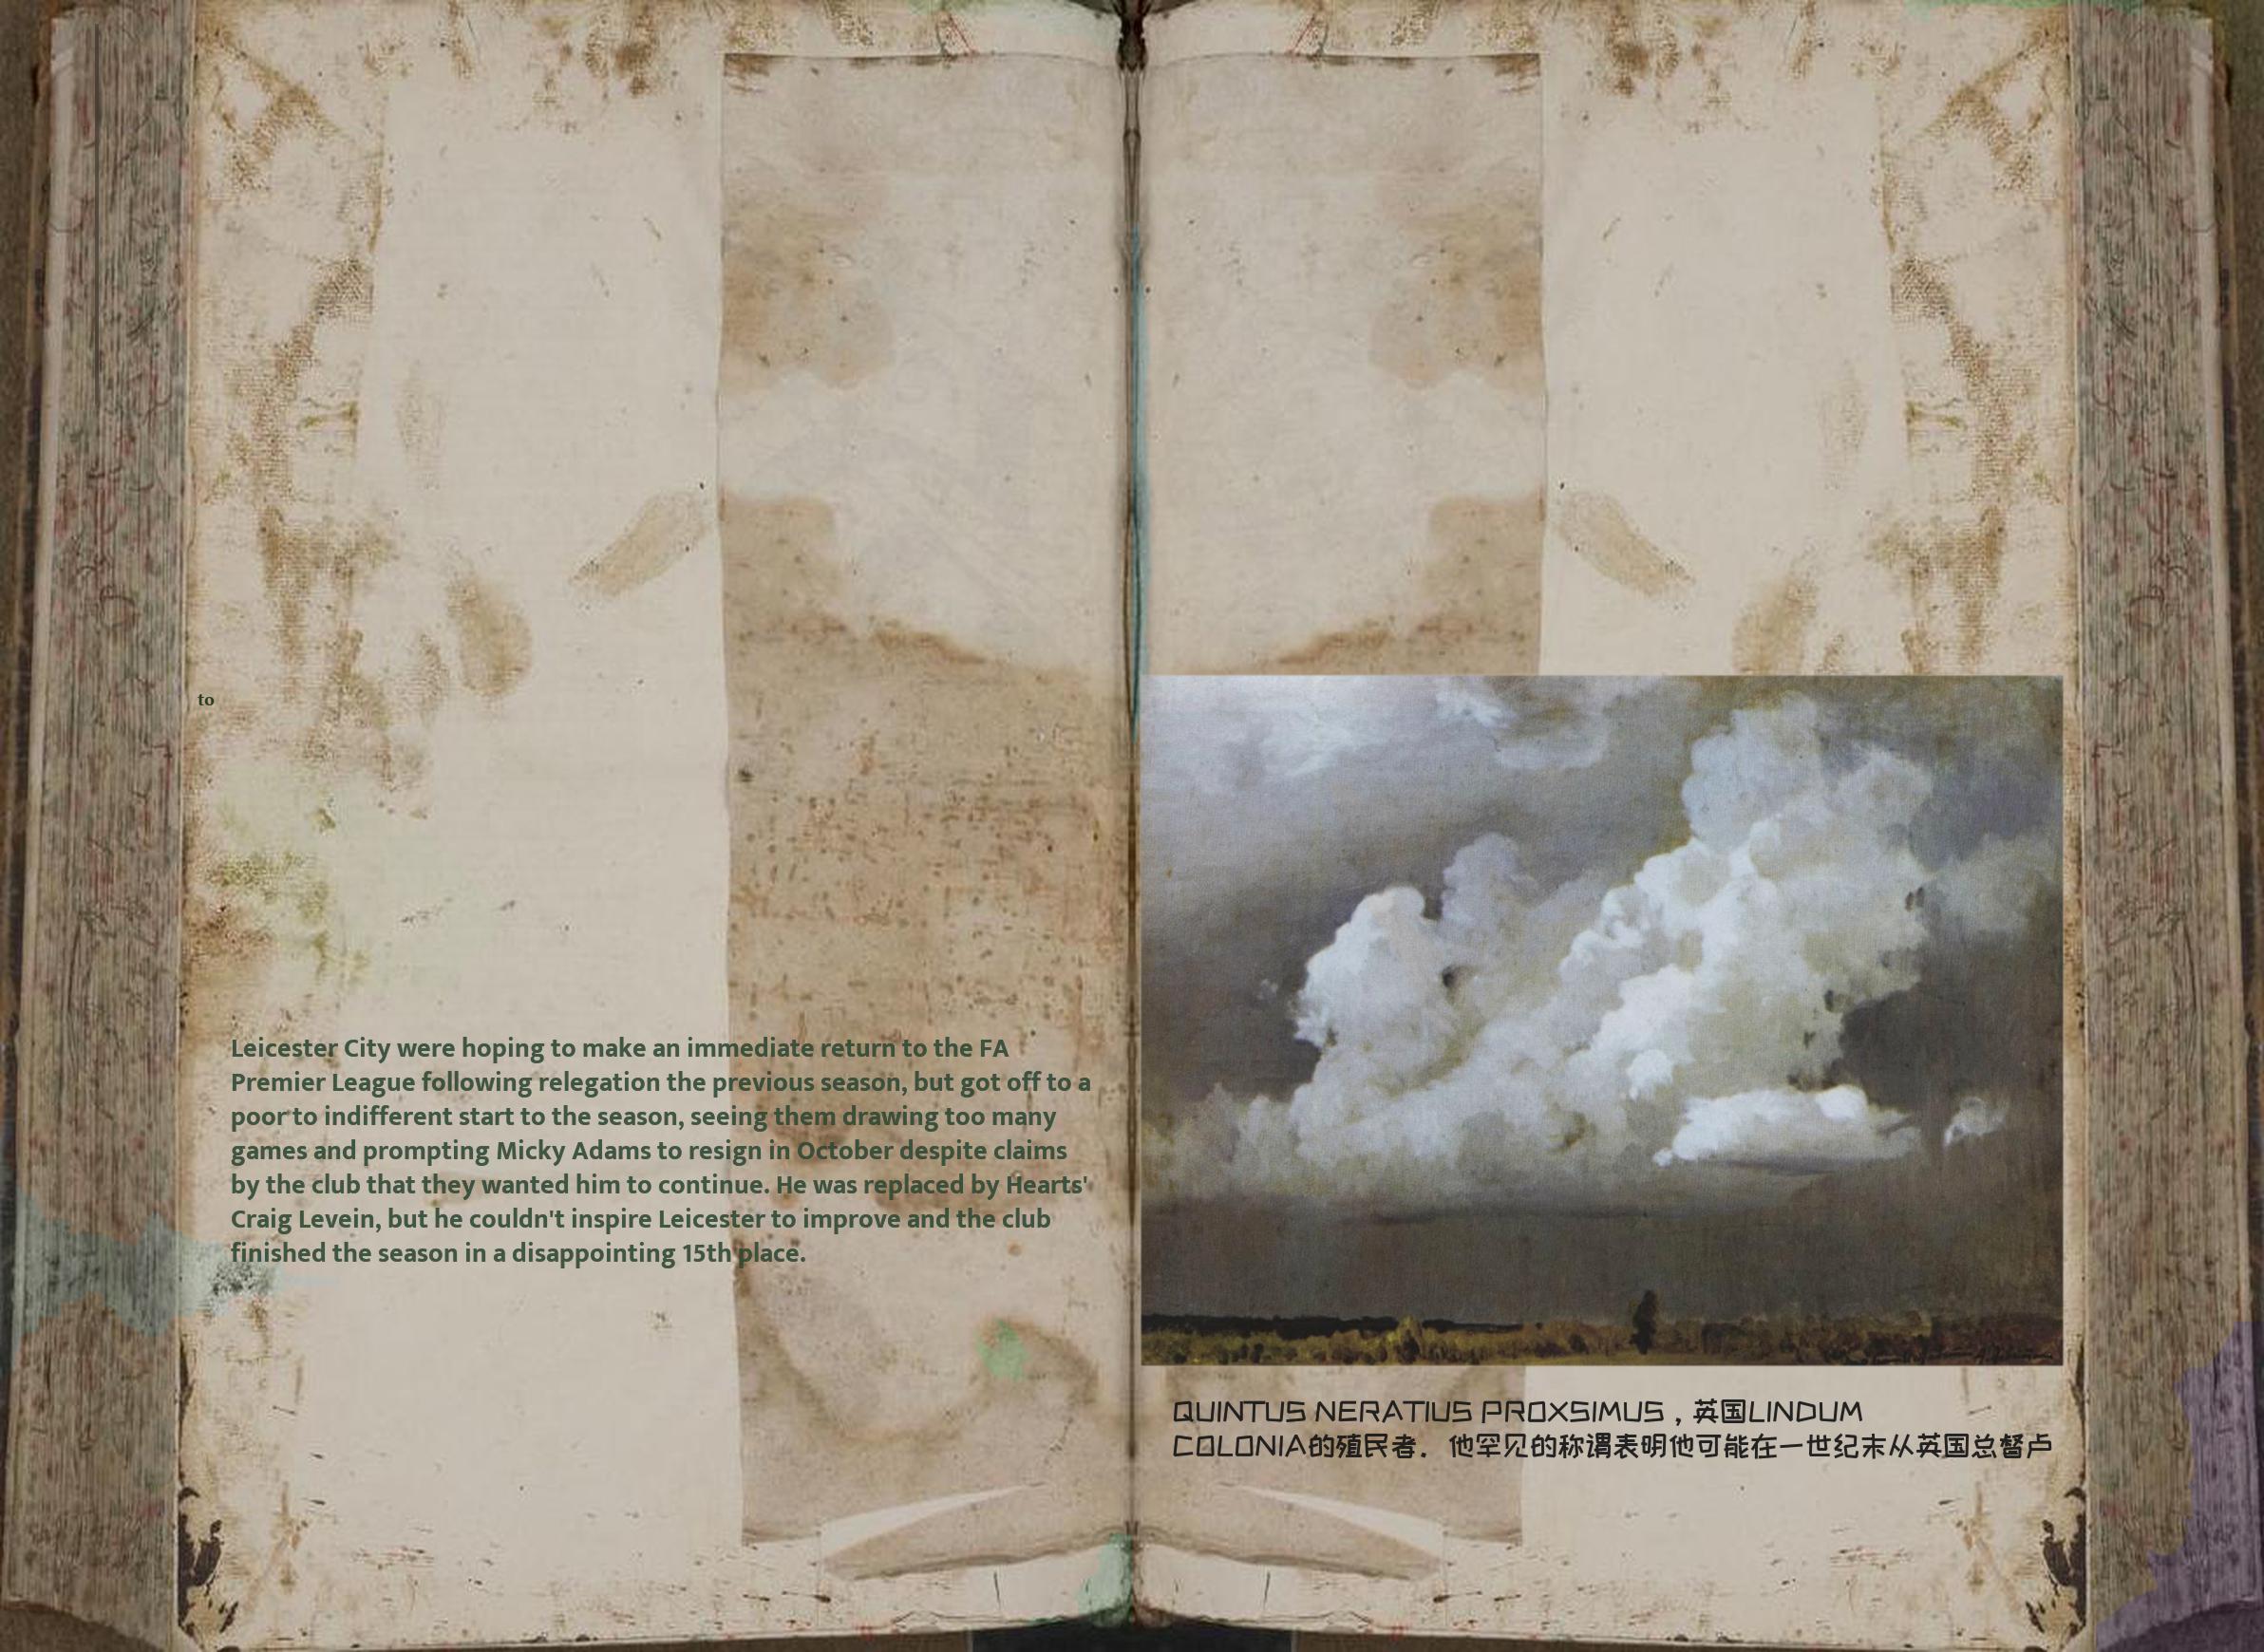 to
Leicester City were hoping to make an immediate return to the FA
Premier League following relegation the previous season, but got off to a
poor to indifferent start to the season, seeing them drawing too many
games and prompting Micky Adams to resign in October despite claims
by the club that they wanted him to continue. He was replaced by Hearts'
Craig Levein, but he couldn't inspire Leicester to improve and the club
finished the season in a disappointing 15th place.
QUINTUS NERATIUS PROXSIMUS，英国LINDUM
COLONIA的殖民者．他罕见的称谓表明他可能在一世纪末从英国总督卢